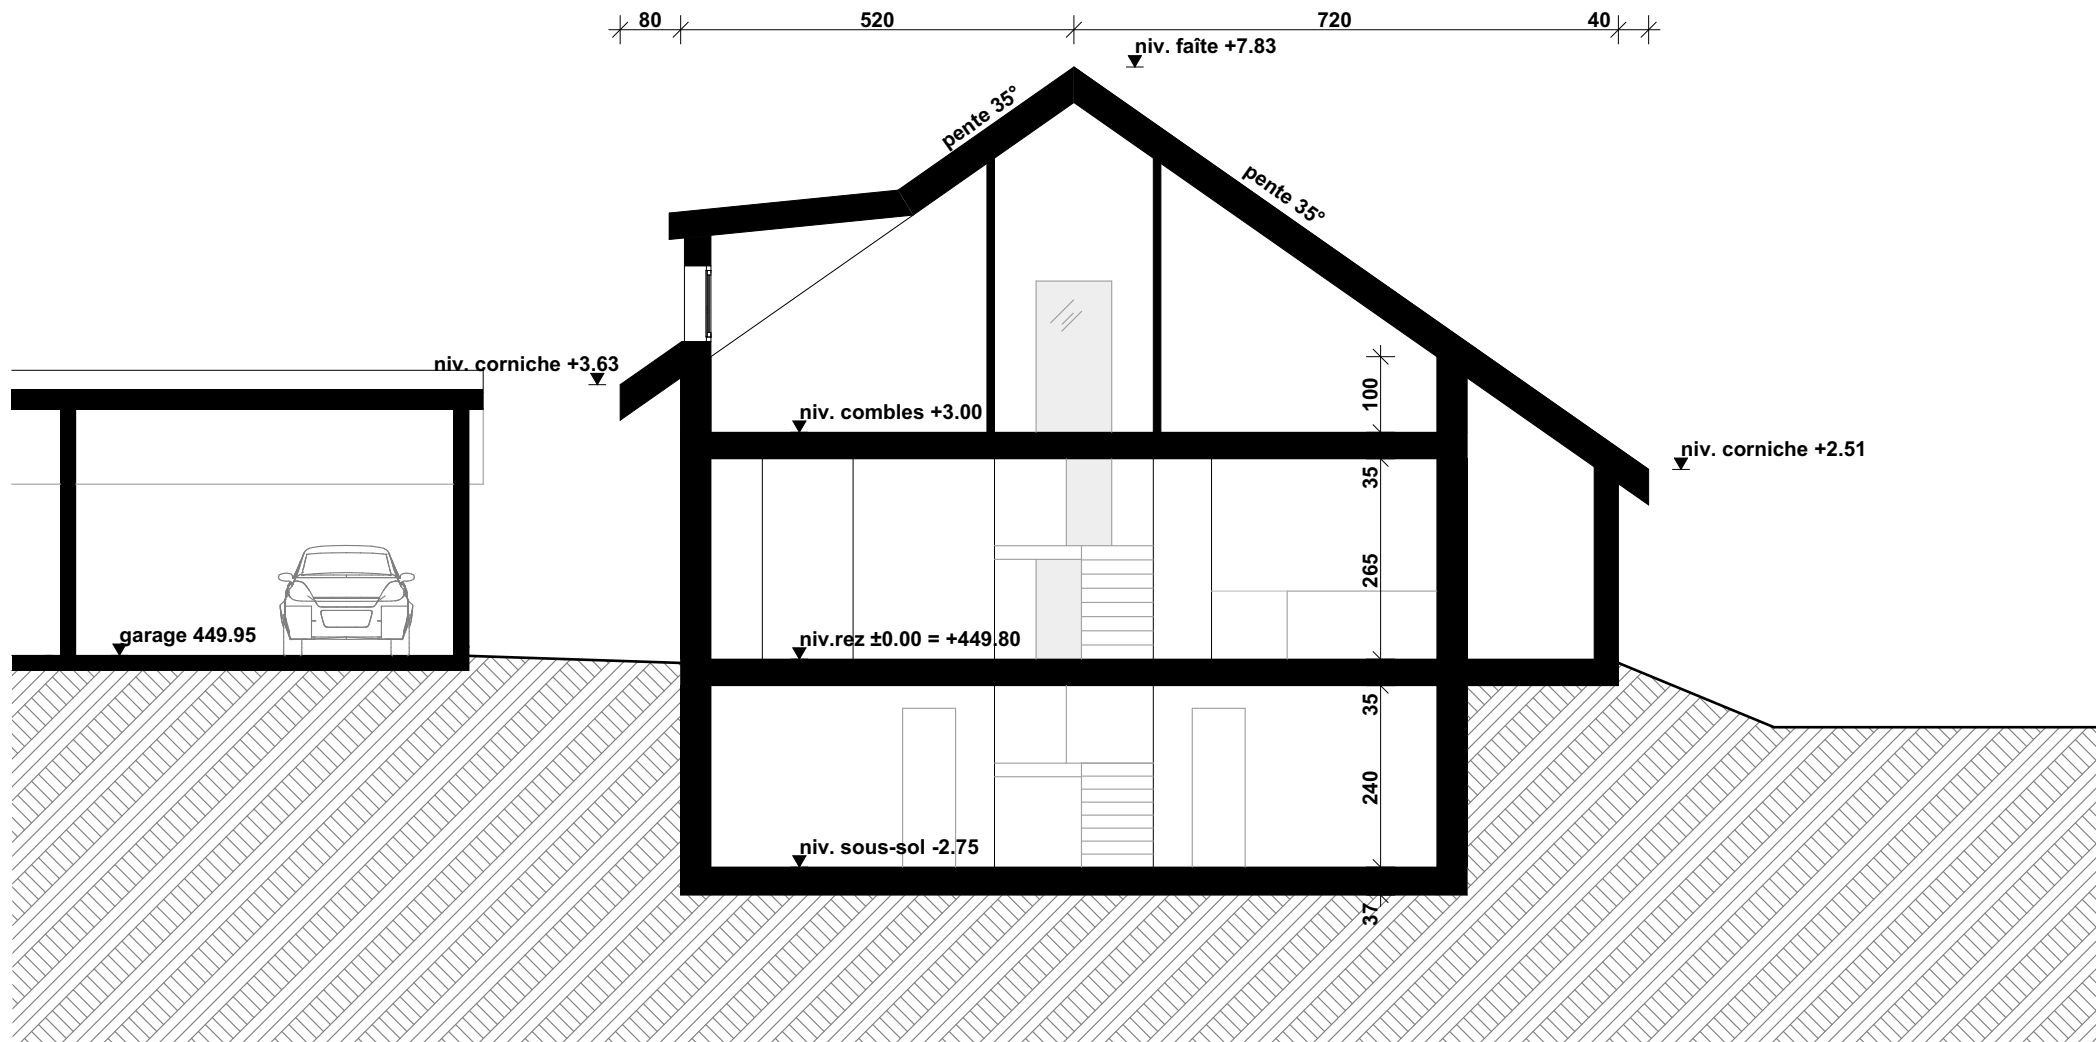 80 520 720 40
niv. faîte +7.83
pente 35°
pente 35°
niv. corniche +3.63
100
niv. combles +3.00
niv. corniche +2.51
35
265
garage 449.95
niv.rez ±0.00 = +449.80
35
240
niv. sous-sol -2.75
37